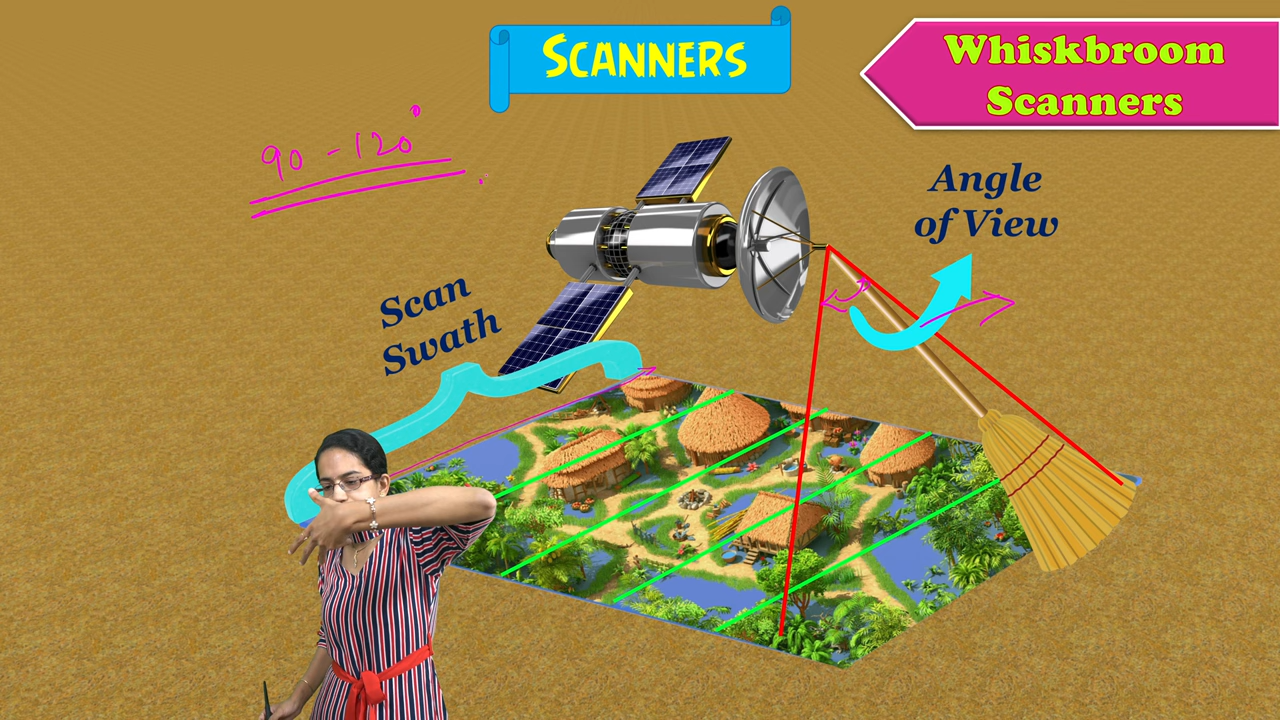 SCANNERS
Whiskbroom
Scanners
90 - 120°
Angle
of View
Scan
Swath